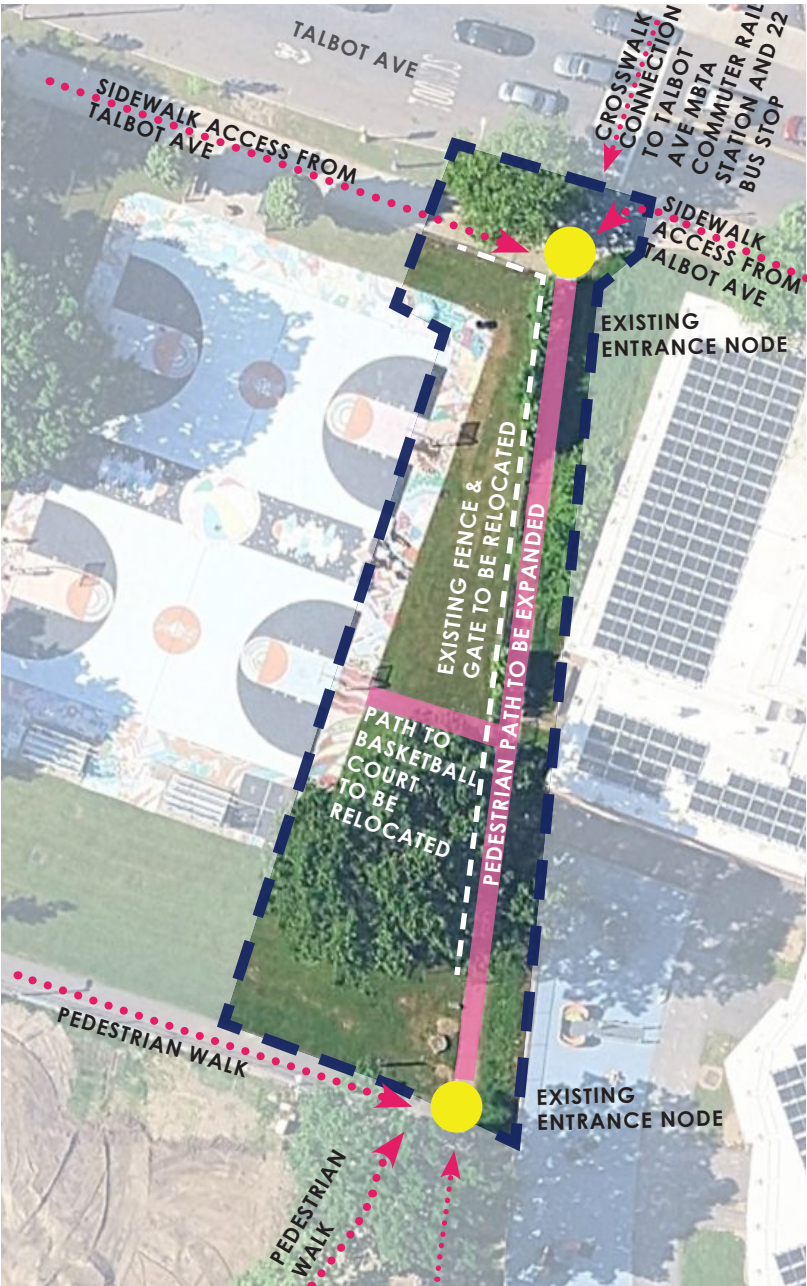 TALBOT AVE
SCHOOL
CROSSWALK
CONNECTION
TO TALBOT
AVE MBTA
COMMUTER RAIL
STATION AND 22
BUS STOP
SIDEWALK ACCESS FROM
TALBOT AVE
SIDEWALK
ACCESS FROM
TALBOT AVE
EXISTING
ENTRANCE NODE
EXISTING FENCE &
GATE TO BE RELOCATED
PEDESTRIAN PATH TO BE EXPANDED
PATH TO
BASKETBALL
COURT
TO BE
RELOCATED
PEDESTRIAN WALK
EXISTING
ENTRANCE NODE
PEDESTRIAN
WALK